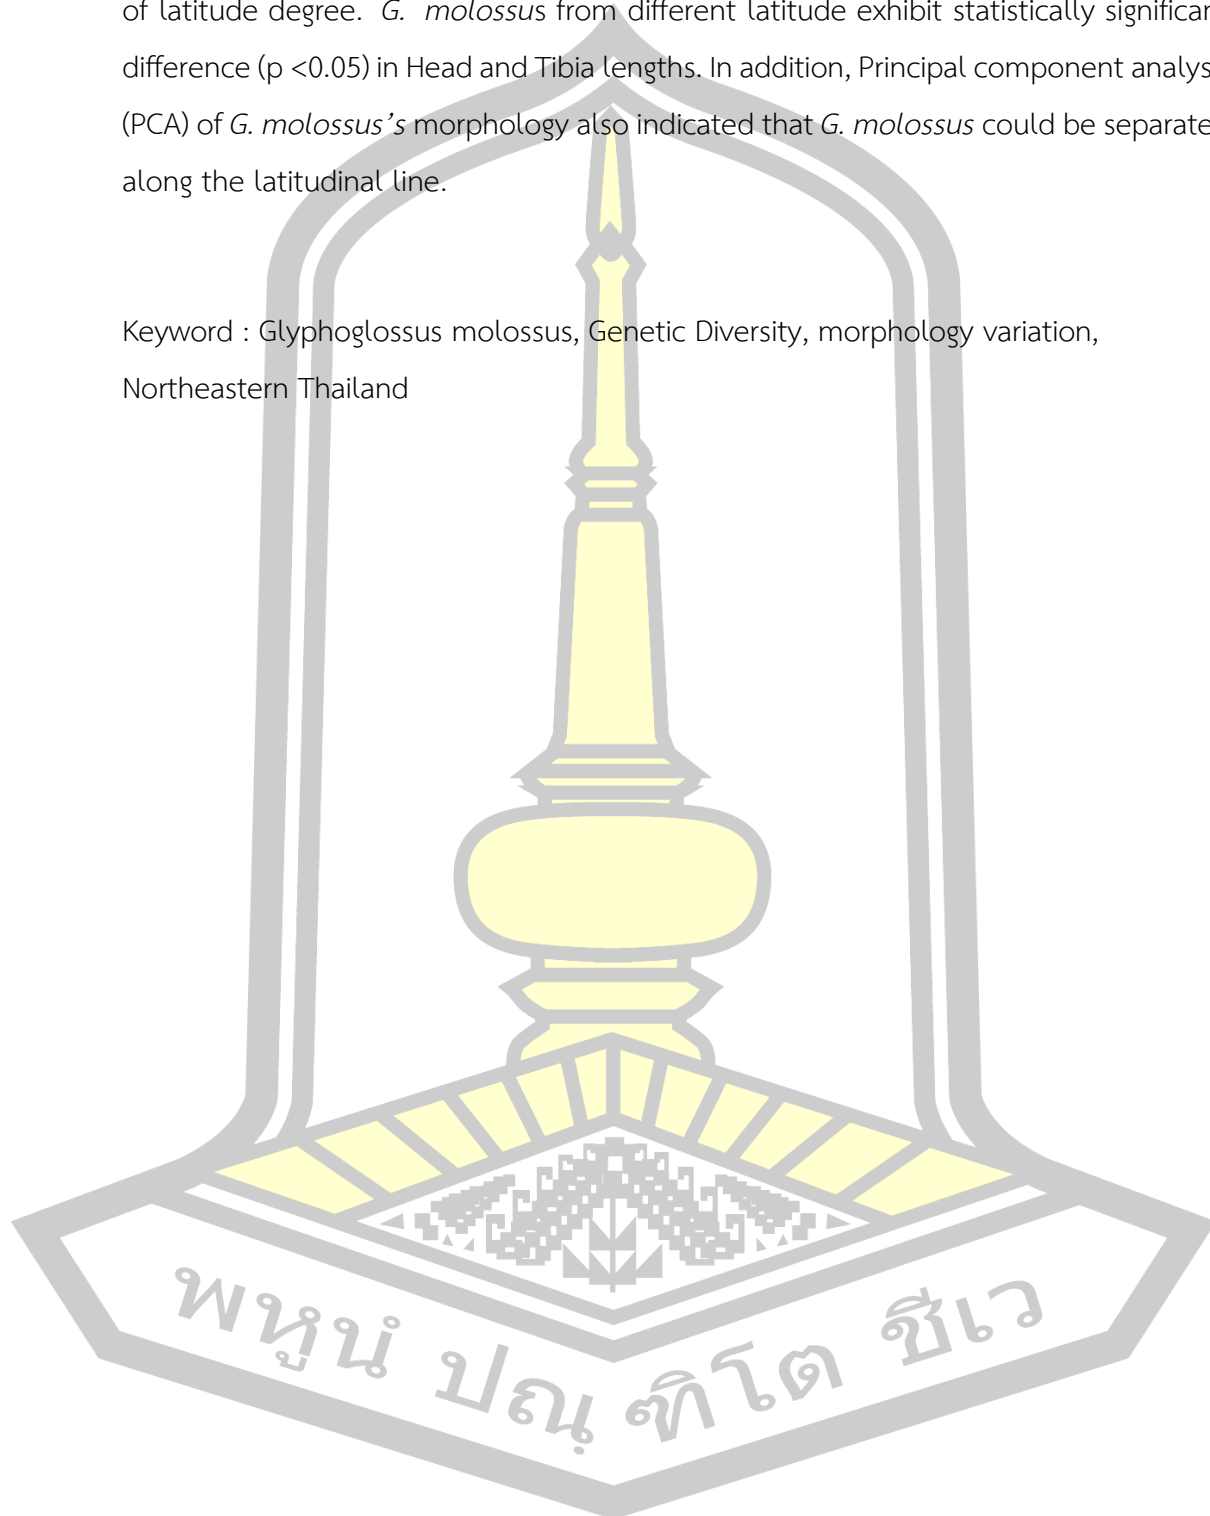 of latitude degree. G. molossus from different latitude exhibit statistically significan
difference (p <0.05) in Head and Tibia lengths. In addition, Principal component analys
(PCA) of G. molossus's morphology also indicated that G. molossus could be separate
along the latitudinal line.
Keyword : Glyphoglossus molossus, Genetic Diversity, morphology variation,
Northeastern Thailand
พหูนํ ปณฺฑิโต ชีเว